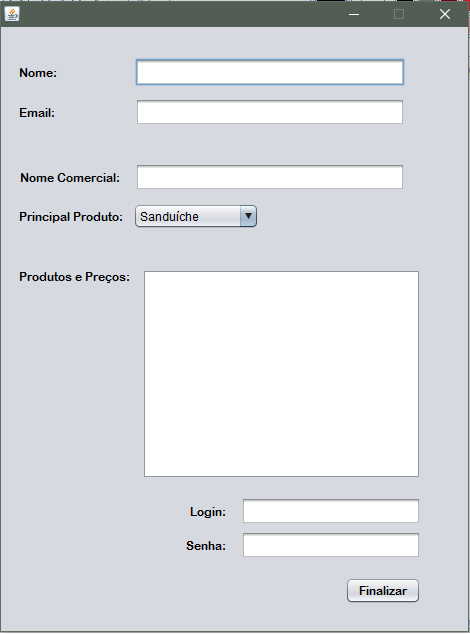 Nome:
Email:
Nome Comercial:
Principal Produto: Sanduíche
Produtos e Preços:
Login:
Senha:
Finalizar